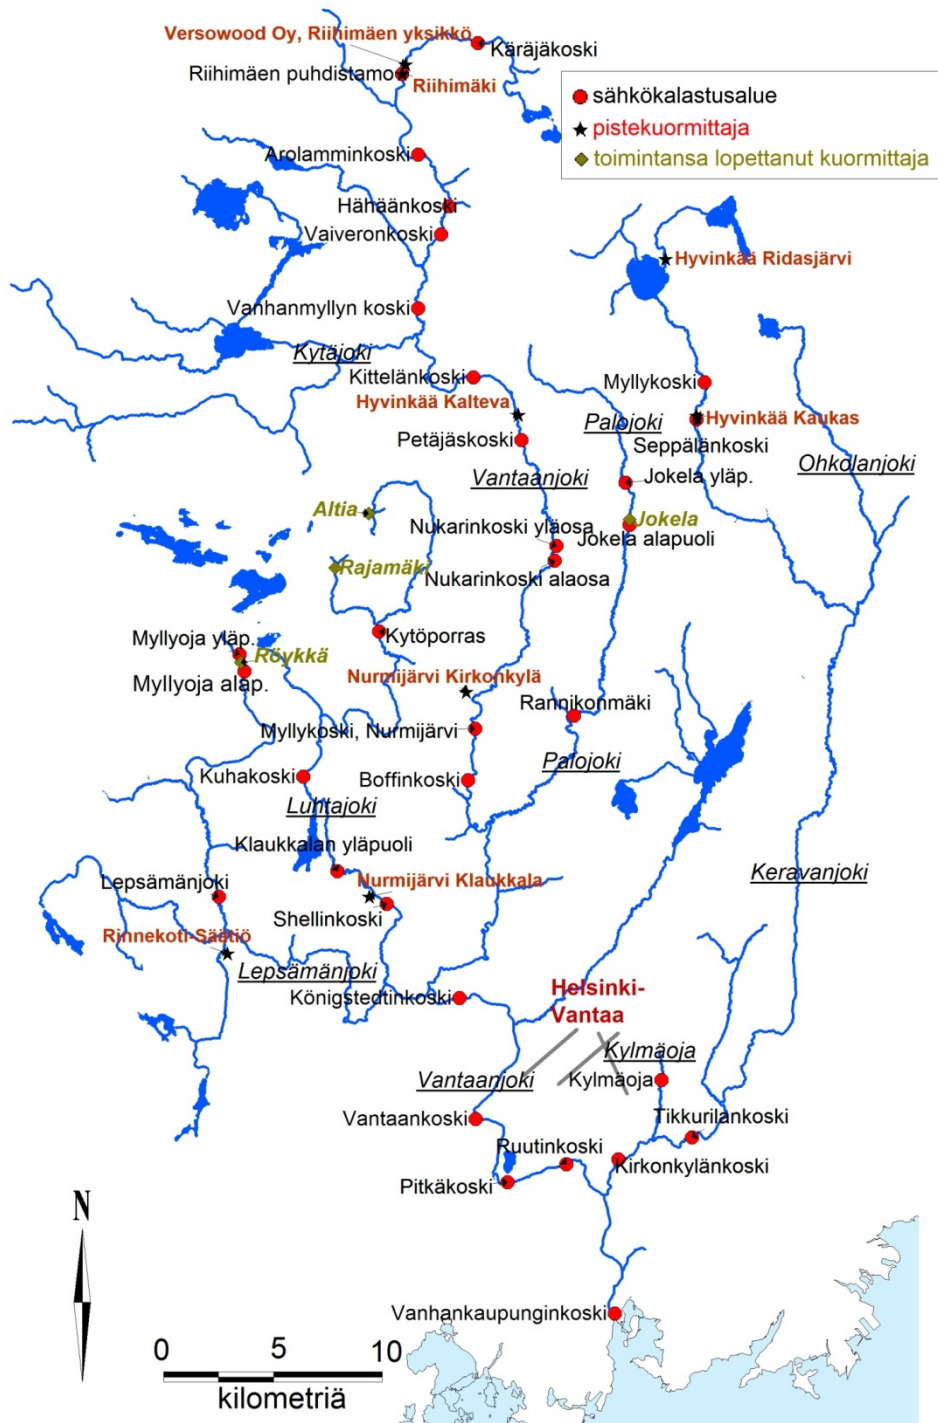 Versowood Oy, Riihimäen yksikkö
Käräjäkoski
Riihimäen puhdistamo
Riihimäki
sähkökalastusalue
pistekuormittaja
toimintansa lopettanut kuormittaja
Arolamminkoski
Hähäänkoski
Vaiveronkoski
Hyvinkää Ridasjärvi
Vanhanmyllyn koski
Kytäjoki
Kittelänkoski
Myllykoski
Hyvinkää Kalteva
Palojoki
Hyvinkää Kaukas
Petäjäskoski
Seppälänkoski
Ohkolanjoki
Vantaanjoki
Jokela yläp.
Altia
Jokela
Nukarinkoski yläosa
Jokela alapuoli
Rajamäki
Nukarinkoski alaosa
Kytöporras
Myllyoja yläp.
Röykkä
Myllyoja alap.
Nurmijärvi Kirkonkylä
Rannikonmäki
Myllykoski, Nurmijärvi
Palojoki
Kuhakoski
Boffinkoski
Luhtajoki
Klaukkalan yläpuoli
Keravanjoki
Lepsämänjoki
Nurmijärvi Klaukkala
Shellinkoski
Rinnekoti-Säätiö
Lepsämänjoki
Königstedtinkoski
Helsinki-
Vantaa
Kylmäoja
Vantaanjoki
Kylmäoja
Vantaankoski
Tikkurilankoski
Ruutinkoski
Kirkonkylänkoski
Pitkäkoski
N
Vanhankaupunginkoski
0 5 10
kilometriä